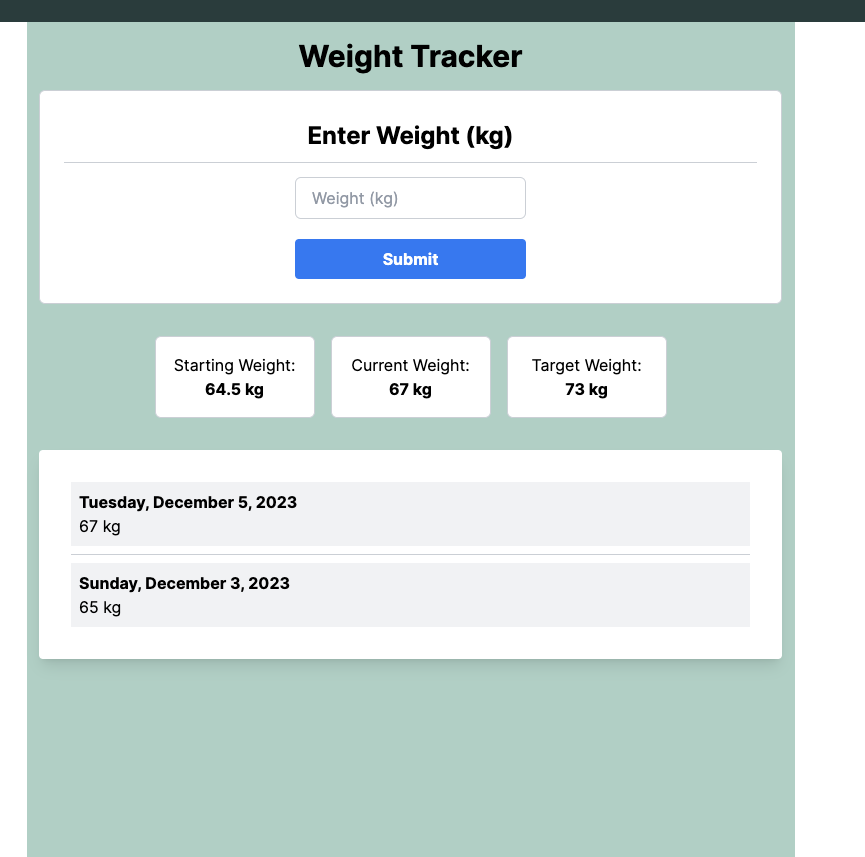 Weight Tracker
Enter Weight (kg)
Weight (kg)
Submit
Starting Weight:
64.5 kg
Current Weight:
67 kg
Target Weight:
73 kg
Tuesday, December 5, 2023
67 kg
Sunday, December 3, 2023
65 kg